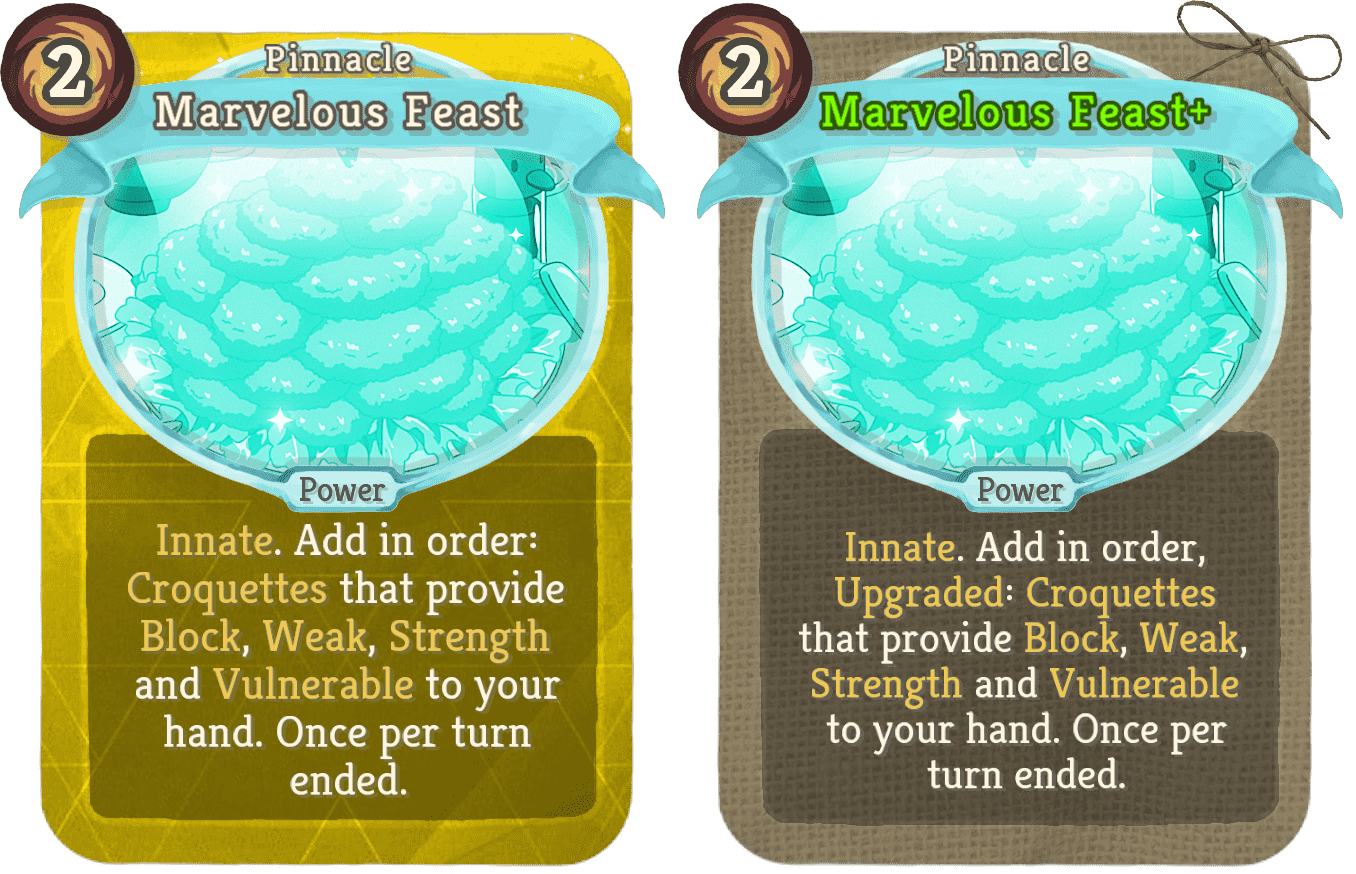 2
Pinnacle
Marvelous Feast
Power
Innate. Add in order:
Croquettes that provide
Block, Weak, Strength
and Vulnerable to your
hand. Once per turn
ended.
2
Pinnacle
Marvelous Feast+
Power
Innate. Add in order,
Upgraded: Croquettes
that provide Block, Weak,
Strength and Vulnerable
to your hand. Once per
turn ended.